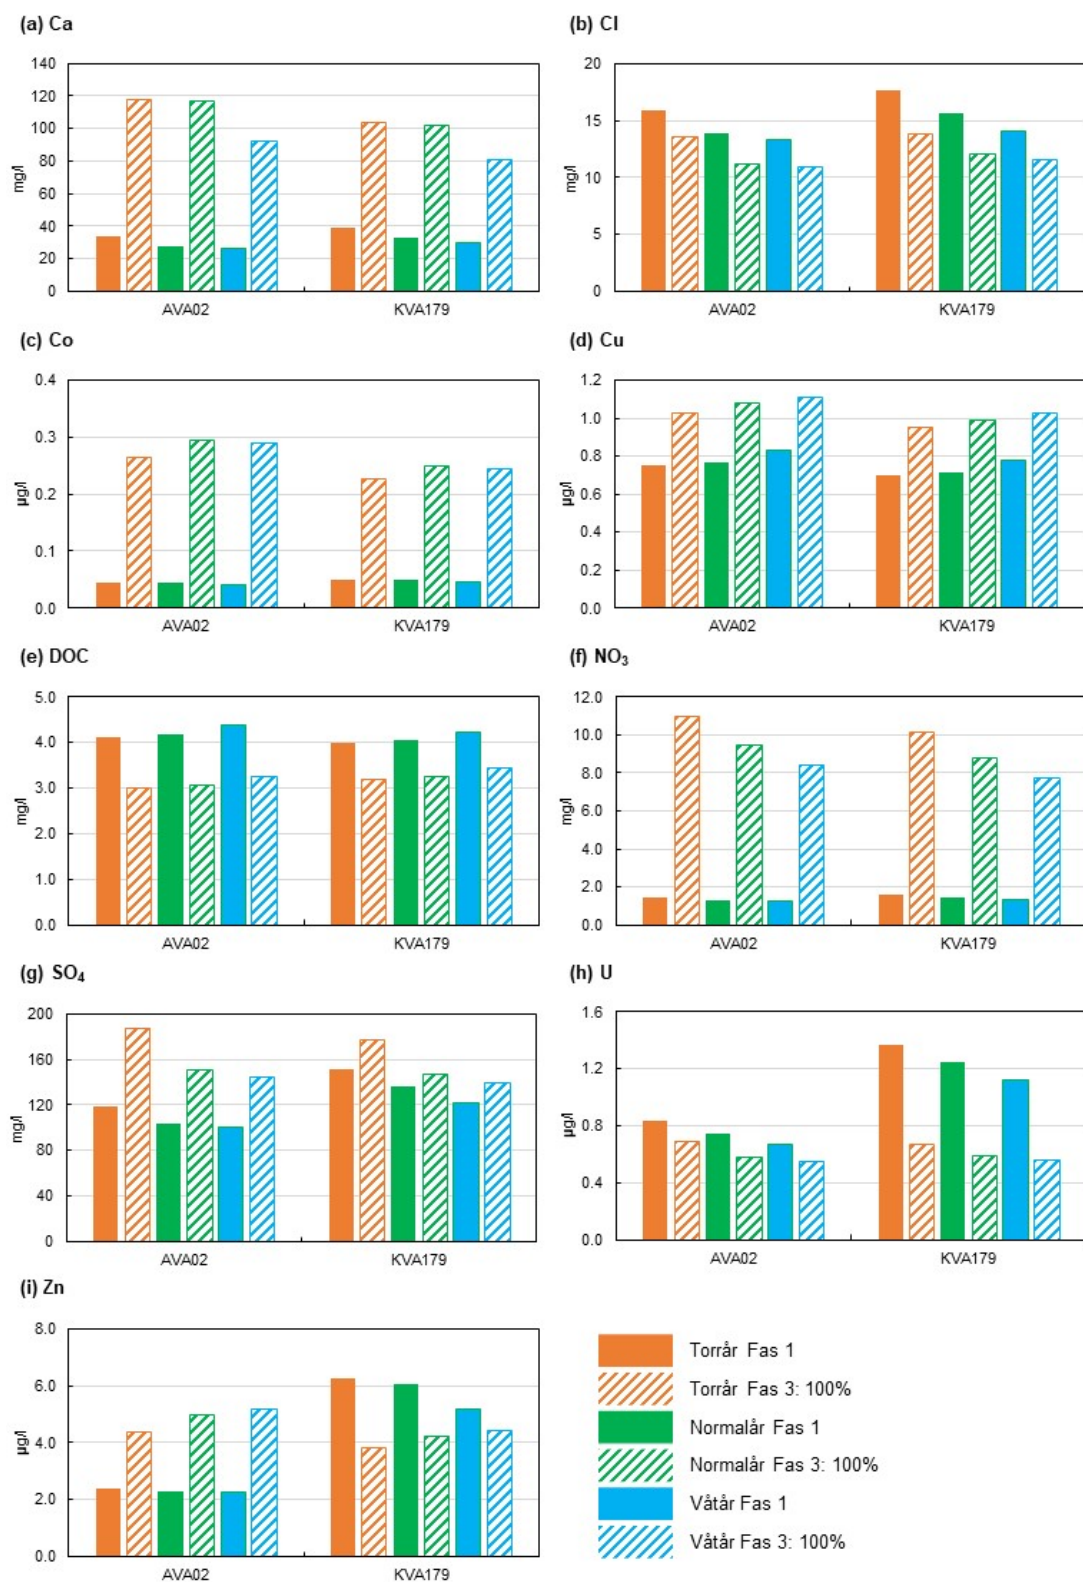 (a) Ca
140
120
100
80
60
40
20
0
mg/l
AVA02
KVA179
(b) Cl
20
15
10
5
0
mg/l
AVA02
KVA179
(c) Co
0.4
0.3
0.2
0.1
0.0
µg/l
AVA02
KVA179
(d) Cu
1.2
1.0
0.8
0.6
0.4
0.2
0.0
µg/l
AVA02
KVA179
(e) DOC
5.0
4.0
3.0
2.0
1.0
0.0
mg/l
AVA02
KVA179
(f) NO₃
12.0
10.0
8.0
6.0
4.0
2.0
0.0
mg/l
AVA02
KVA179
(g) SO₄
200
160
120
80
40
0
mg/l
AVA02
KVA179
(h) U
1.6
1.2
0.8
0.4
0.0
µg/l
AVA02
KVA179
(i) Zn
8.0
6.0
4.0
2.0
0.0
µg/l
AVA02
KVA179
Torrår Fas 1
Torrår Fas 3: 100%
Normalår Fas 1
Normalår Fas 3: 100%
Våtår Fas 1
Våtår Fas 3: 100%